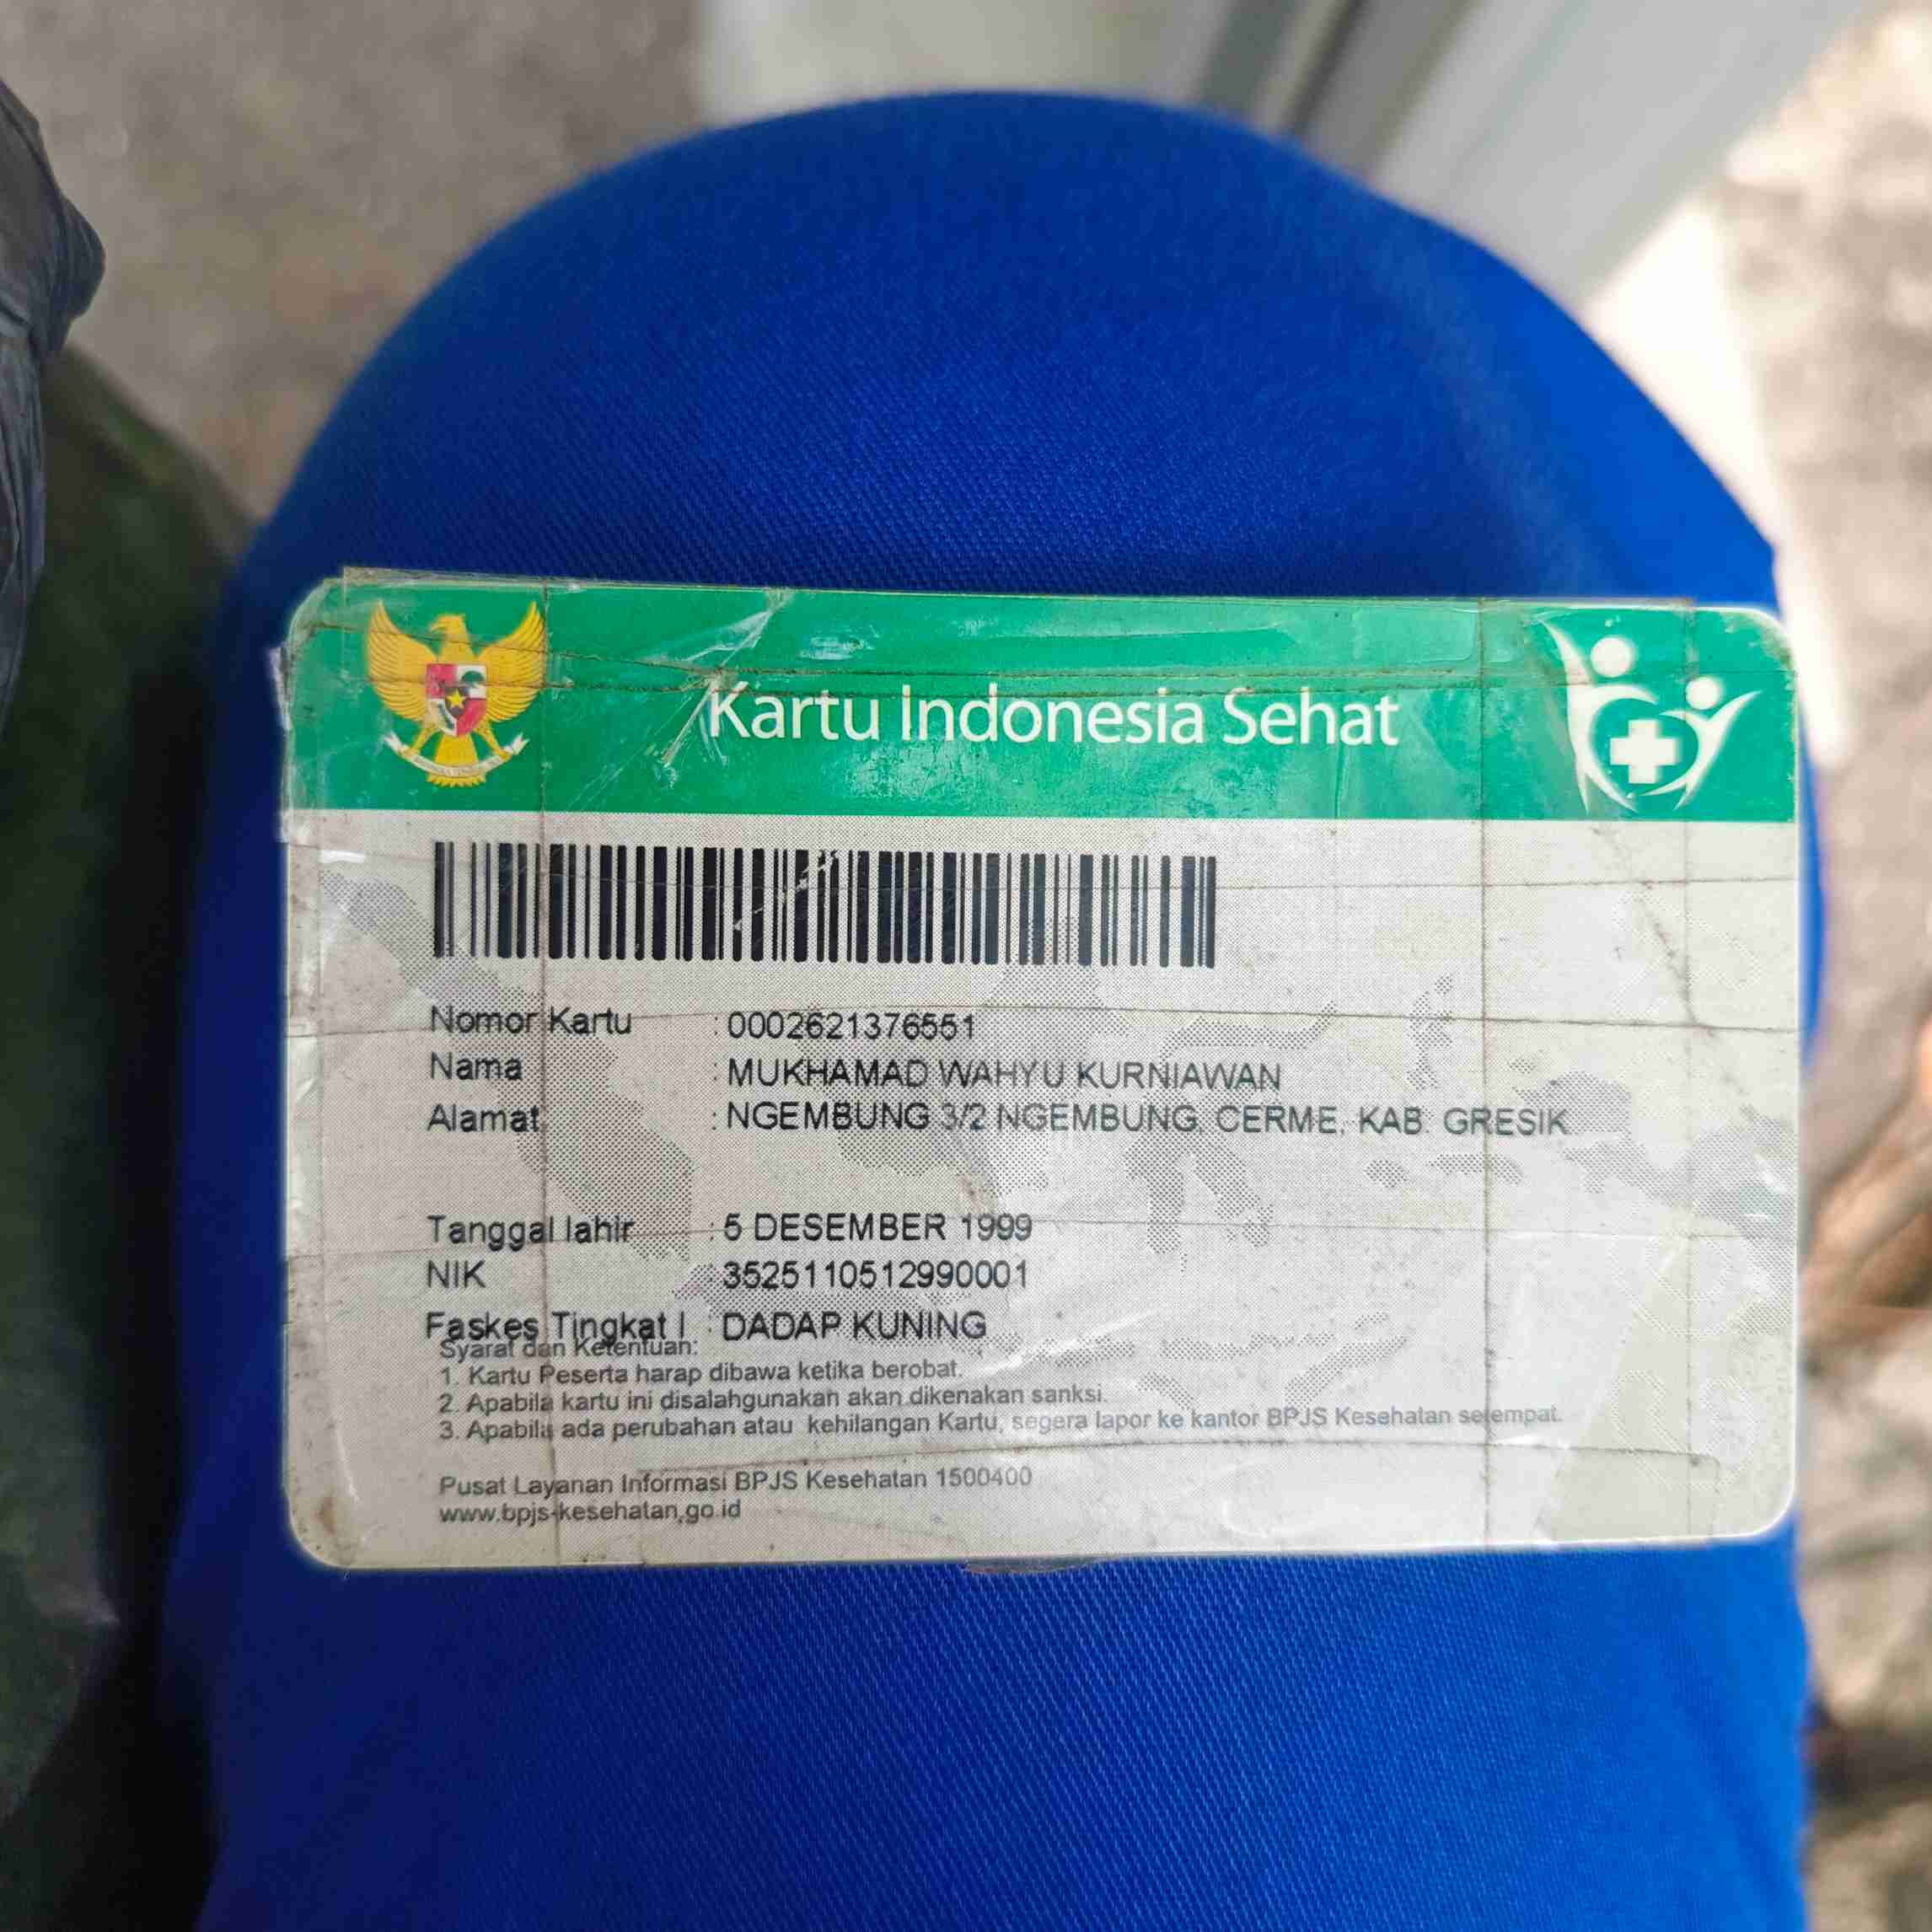 Kartu Indonesia Sehat
Nomor Kartu : 0002621376551
Nama : MUKHAMAD WAHYU KURNIAWAN
Alamat : NGEMBUNG 3/2 NGEMBUNG, CERME, KAB. GRESIK
Tanggal lahir : 5 DESEMBER 1999
NIK : 3525110512990001
Faskes Tingkat I : DADAP KUNING
Syarat dan Ketentuan:
1. Kartu Peserta harap dibawa ketika berobat.
2. Apabila kartu ini disalahgunakan akan dikenakan sanksi.
3. Apabila ada perubahan atau kehilangan Kartu, segera lapor ke kantor BPJS Kesehatan setempat.
Pusat Layanan Informasi BPJS Kesehatan 1500400
www.bpjs-kesehatan.go.id